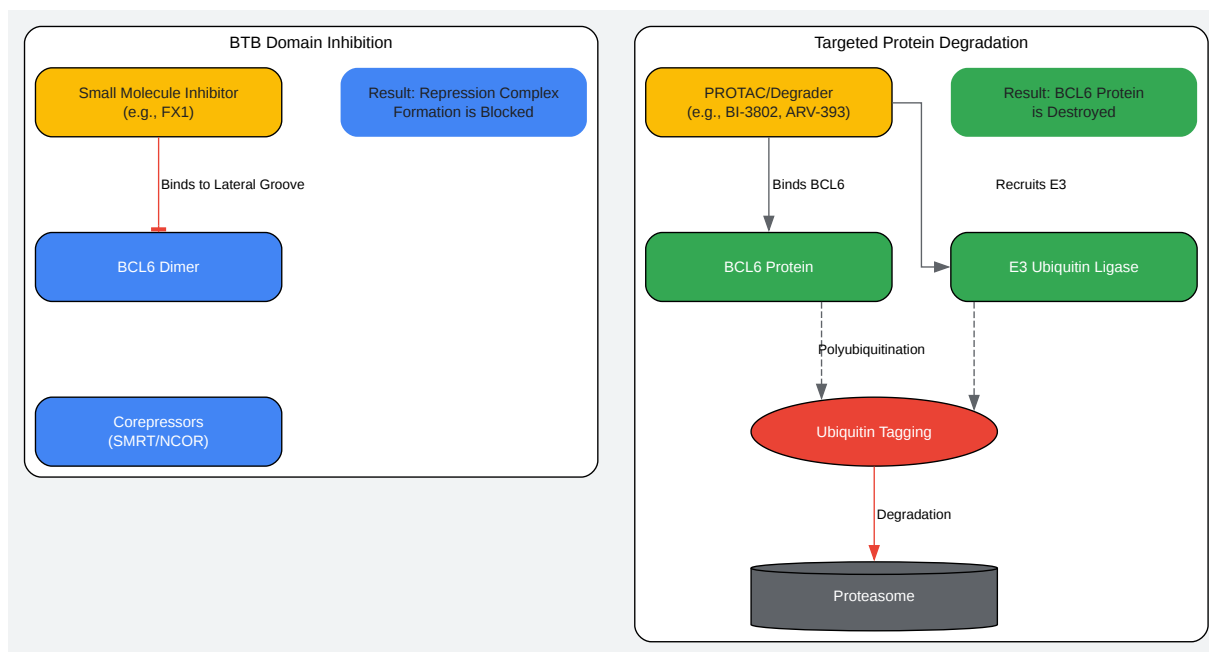 BTB Domain Inhibition
Small Molecule Inhibitor
(e.g., FX1)
Result: Repression Complex
Formation is Blocked
Binds to Lateral Groove
BCL6 Dimer
Corepressors
(SMRT/NCOR)
Targeted Protein Degradation
PROTAC/Degrader
(e.g., BI-3802, ARV-393)
Result: BCL6 Protein
is Destroyed
Binds BCL6
Recruits E3
BCL6 Protein
E3 Ubiquitin Ligase
Polyubiquitination
Ubiquitin Tagging
Degradation
Proteasome